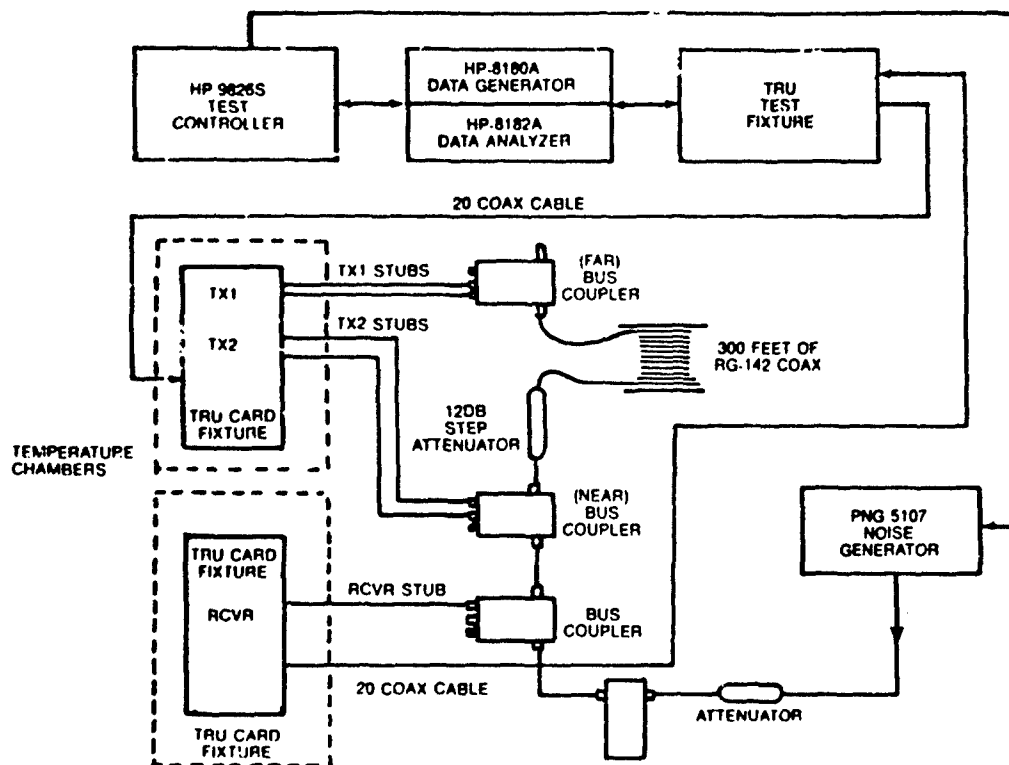 HP 9826S
TEST
CONTROLLER
HP-8180A
DATA GENERATOR
HP-8182A
DATA ANALYZER
TRU
TEST
FIXTURE
20 COAX CABLE
TX1 STUBS
(FAR)
BUS
COUPLER
TX1
TX2 STUBS
TX2
300 FEET OF
RG-142 COAX
12DB
STEP
ATTENUATOR
TRU CARD
FIXTURE
TEMPERATURE
CHAMBERS
(NEAR)
BUS
COUPLER
PNG 5107
NOISE
GENERATOR
TRU CARD
FIXTURE
RCVR STUB
RCVR
BUS
COUPLER
20 COAX CABLE
ATTENUATOR
TRU CARD
FIXTURE